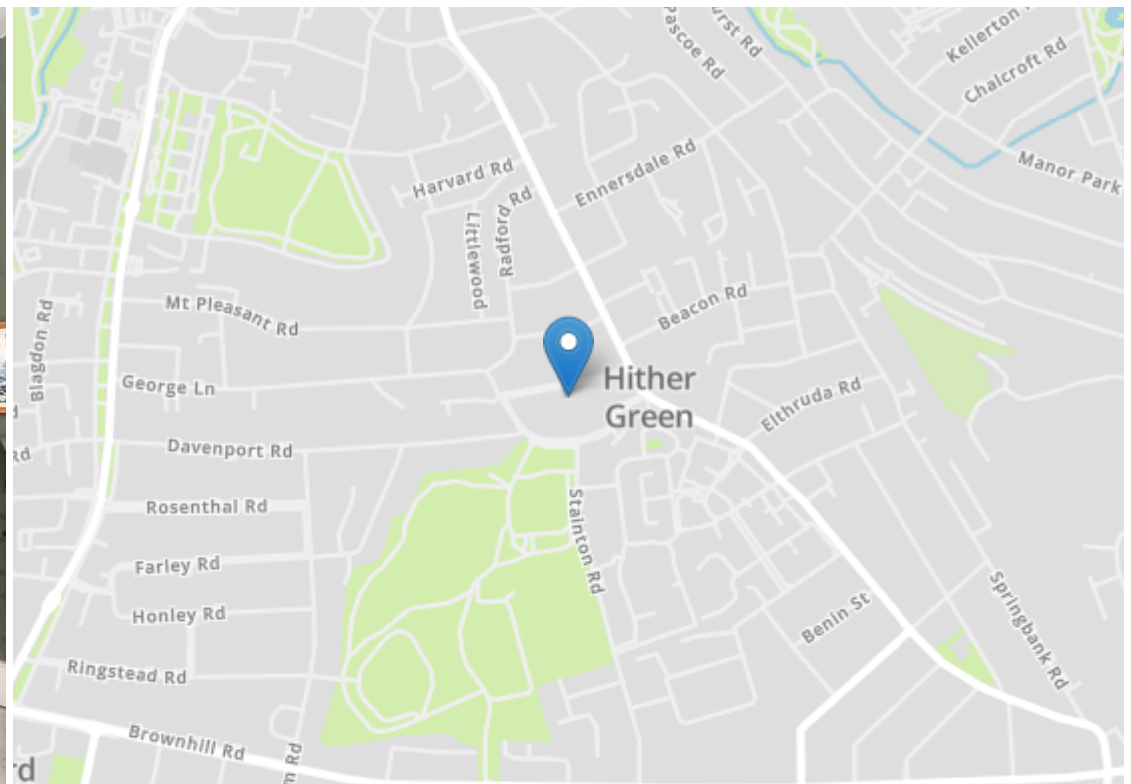 Pascoe Rd
urst Rd
Kellerton
Chalcroft Rd
Manor Park
Ennersdale Rd
Harvard Rd
Radford Rd
Littlewood
Beacon Rd
Mt Pleasant Rd
Blagdon Rd
George Ln
Hither
Green
Elthruda Rd
Davenport Rd
Rd
Rosenthal Rd
Stainton Rd
Farley Rd
Honley Rd
Benin St
Springbank Rd
Ringstead Rd
Brownhill Rd
n Rd
rd